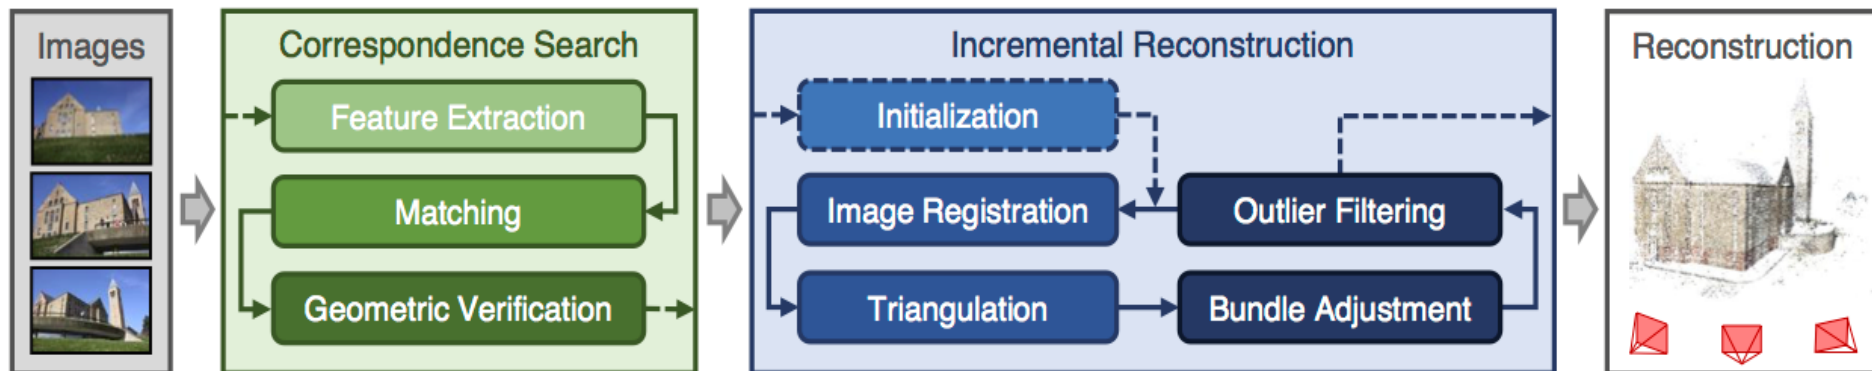 Images
Correspondence Search
Feature Extraction
Matching
Geometric Verification
Incremental Reconstruction
Initialization
Image Registration
Outlier Filtering
Triangulation
Bundle Adjustment
Reconstruction